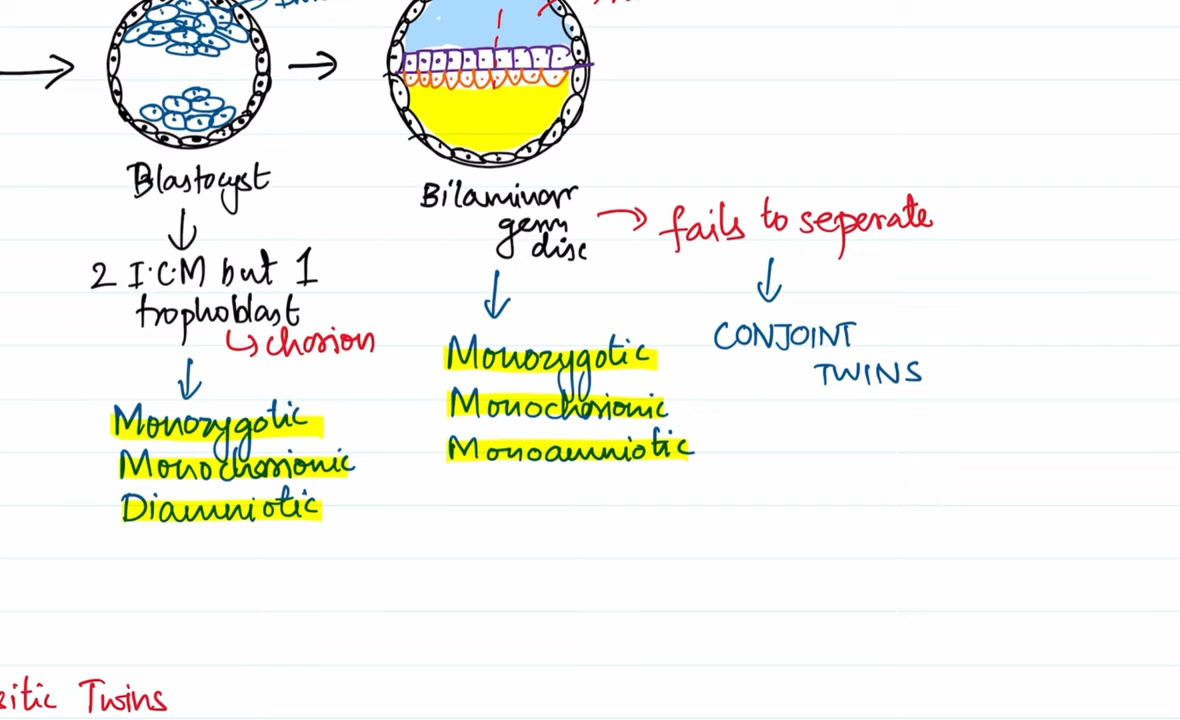 Blastocyst
2 I.C.M but 1
trophoblast
chorion
Monozygotic
Monochorionic
Diamniotic
Bilaminar
germ
disc
Monozygotic
Monochorionic
Monoamniotic
fails to seperate
CONJOINT
TWINS
Twins